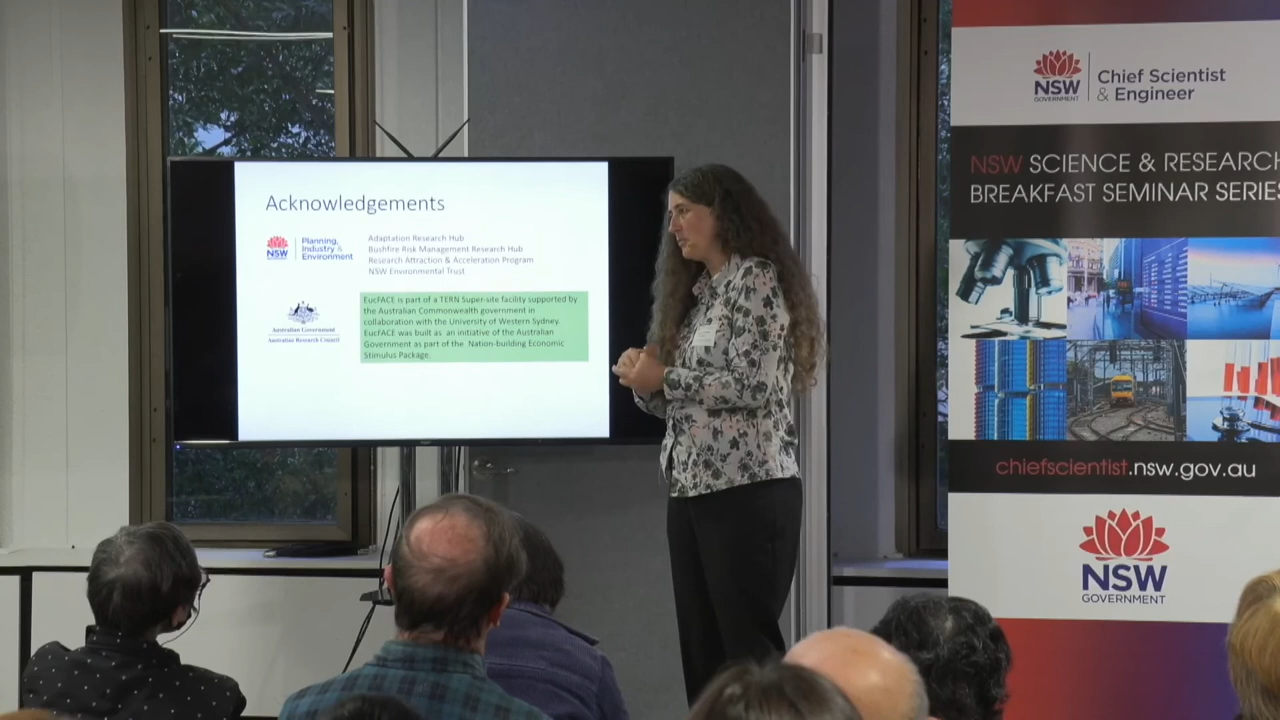 Acknowledgements
NSW
GOVERNMENT
Planning,
Industry &
Environment
Adaptation Research Hub
Bushfire Risk Management Research Hub
Research Attraction & Acceleration Program
NSW Environmental Trust
Australian Government
Australian Research Council
EucFACE is part of a TERN Super-site facility supported by
the Australian Commonwealth government in
collaboration with the University of Western Sydney.
EucFACE was built as an initiative of the Australian
Government as part of the Nation-building Economic
Stimulus Package.
NSW
GOVERNMENT
Chief Scientist
& Engineer
NSW SCIENCE & RESEARCH
BREAKFAST SEMINAR SERIES
chiefscientist.nsw.gov.au
NSW
GOVERNMENT